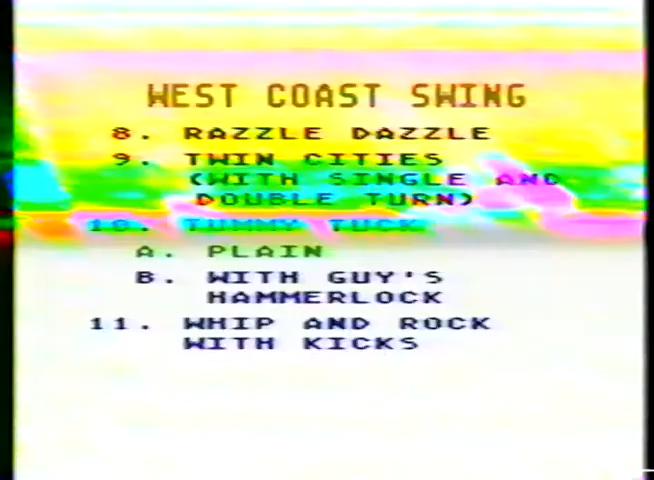 WEST COAST SWING
8. RAZZLE DAZZLE
9. TWIN CITIES
(WITH SINGLE AND
DOUBLE TURN)
10. TUMMY TUCK
A. PLAIN
B. WITH GUY'S
HAMMERLOCK
11. WHIP AND ROCK
WITH KICKS